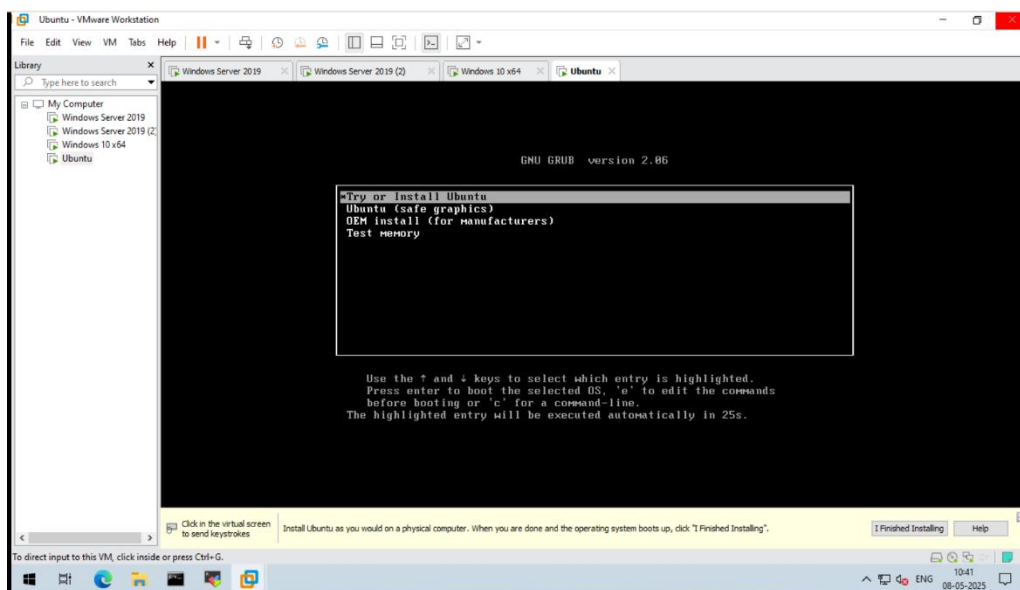 Ubuntu - VMware Workstation
File Edit View VM Tabs Help
Library
Type here to search
My Computer
Windows Server 2019
Windows Server 2019 (2)
Windows 10 x64
Ubuntu
Windows Server 2019
Windows Server 2019 (2)
Windows 10 x64
Ubuntu
GNU GRUB version 2.06
*Try or Install Ubuntu
Ubuntu (safe graphics)
OEM install (for manufacturers)
Test memory
Use the ↑ and ↓ keys to select which entry is highlighted.
Press enter to boot the selected OS, 'e' to edit the commands
before booting or 'c' for a command-line.
The highlighted entry will be executed automatically in 25s.
Click in the virtual screen
to send keystrokes
Install Ubuntu as you would on a physical computer. When you are done and the operating system boots up, click "I Finished Installing".
I Finished Installing
Help
To direct input to this VM, click inside or press Ctrl+G.
ENG
10:41
08-05-2025